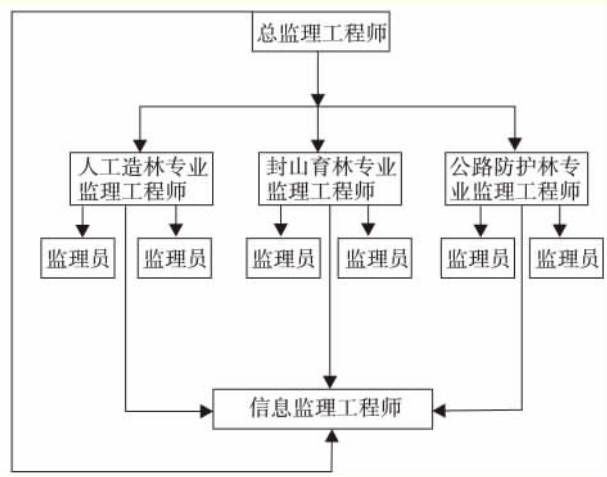 总监理工程师
人工造林专业
监理工程师
封山育林专业
监理工程师
公路防护林专
业监理工程师
监理员
监理员
监理员
监理员
监理员
监理员
信息监理工程师